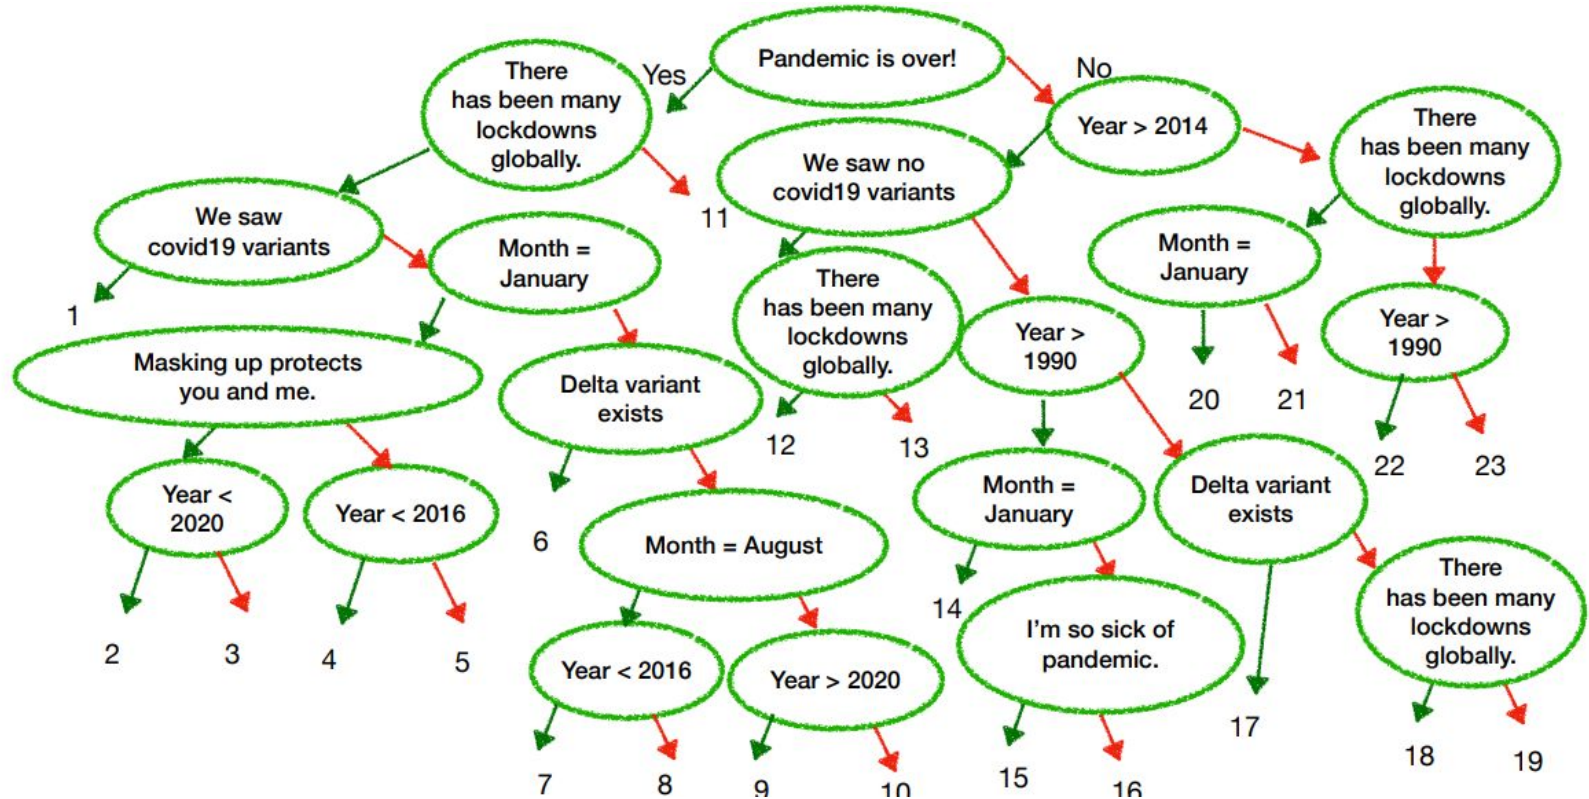 Pandemic is over!
Yes
No
There
has been many
lockdowns
globally.
Year > 2014
There
has been many
lockdowns
globally.
We saw no
covid19 variants
We saw
covid19 variants
11
Month =
January
Month =
January
There
has been many
lockdowns
globally.
1
Year >
1990
Year >
1990
Masking up protects
you and me.
Delta variant
exists
20
21
12
13
22
23
Year <
2020
Year < 2016
Month =
January
Delta variant
exists
6
Month = August
There
has been many
lockdowns
globally.
14
I'm so sick of
pandemic.
2
3
4
5
Year < 2016
Year > 2020
17
18
19
7
8
9
10
15
16